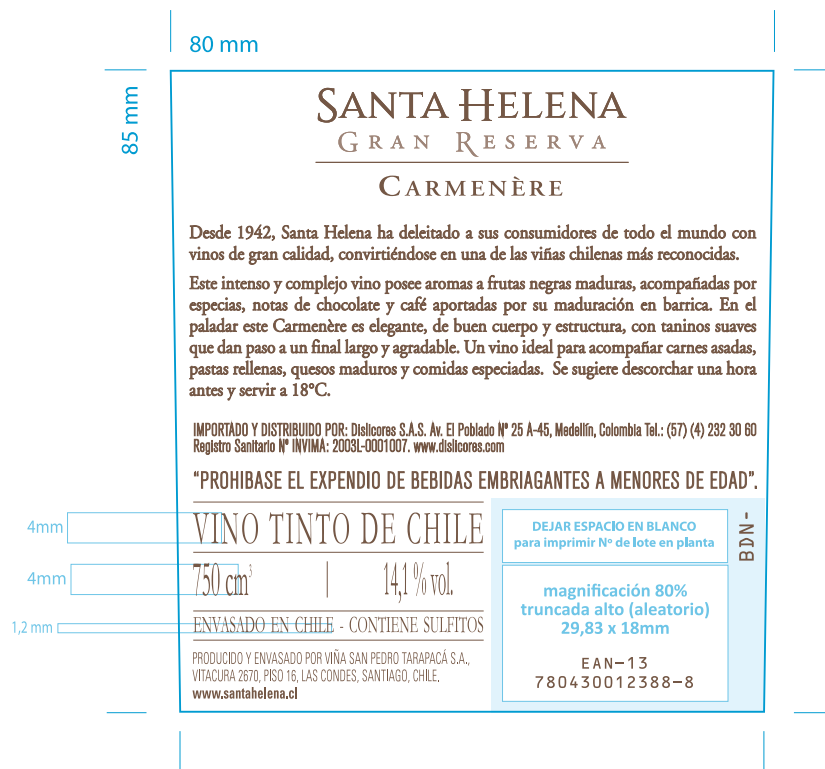 80 mm
85 mm
SANTA HELENA
GRAN RESERVA
CARMENÈRE
Desde 1942, Santa Helena ha deleitado a sus consumidores de todo el mundo con
vinos de gran calidad, convirtiéndose en una de las viñas chilenas más reconocidas.
Este intenso y complejo vino posee aromas a frutas negras maduras, acompañadas por
especias, notas de chocolate y café aportadas por su maduración en barrica. En el
paladar este Carmenère es elegante, de buen cuerpo y estructura, con taninos suaves
que dan paso a un final largo y agradable. Un vino ideal para acompañar carnes asadas,
pastas rellenas, quesos maduros y comidas especiadas. Se sugiere descorchar una hora
antes y servir a 18°C.
IMPORTADO Y DISTRIBUIDO POR: Dislicores S.A.S. Av. El Poblado Nº 25 A-45, Medellín, Colombia Tel.: (57) (4) 232 30 60
Registro Sanitario Nº INVIMA: 2003L-0001007. www.dislicores.com
“PROHIBASE EL EXPENDIO DE BEBIDAS EMBRIAGANTES A MENORES DE EDAD”.
4mm
VINO TINTO DE CHILE
4mm
750 cm³ | 14,1 % vol.
1,2 mm
ENVASADO EN CHILE - CONTIENE SULFITOS
PRODUCIDO Y ENVASADO POR VIÑA SAN PEDRO TARAPACÁ S.A.,
VITACURA 2670, PISO 16, LAS CONDES, SANTIAGO, CHILE.
www.santahelena.cl
DEJAR ESPACIO EN BLANCO
para imprimir Nº de lote en planta
BDN-
magnificación 80%
truncada alto (aleatorio)
29,83 x 18mm
EAN-13
780430012388-8